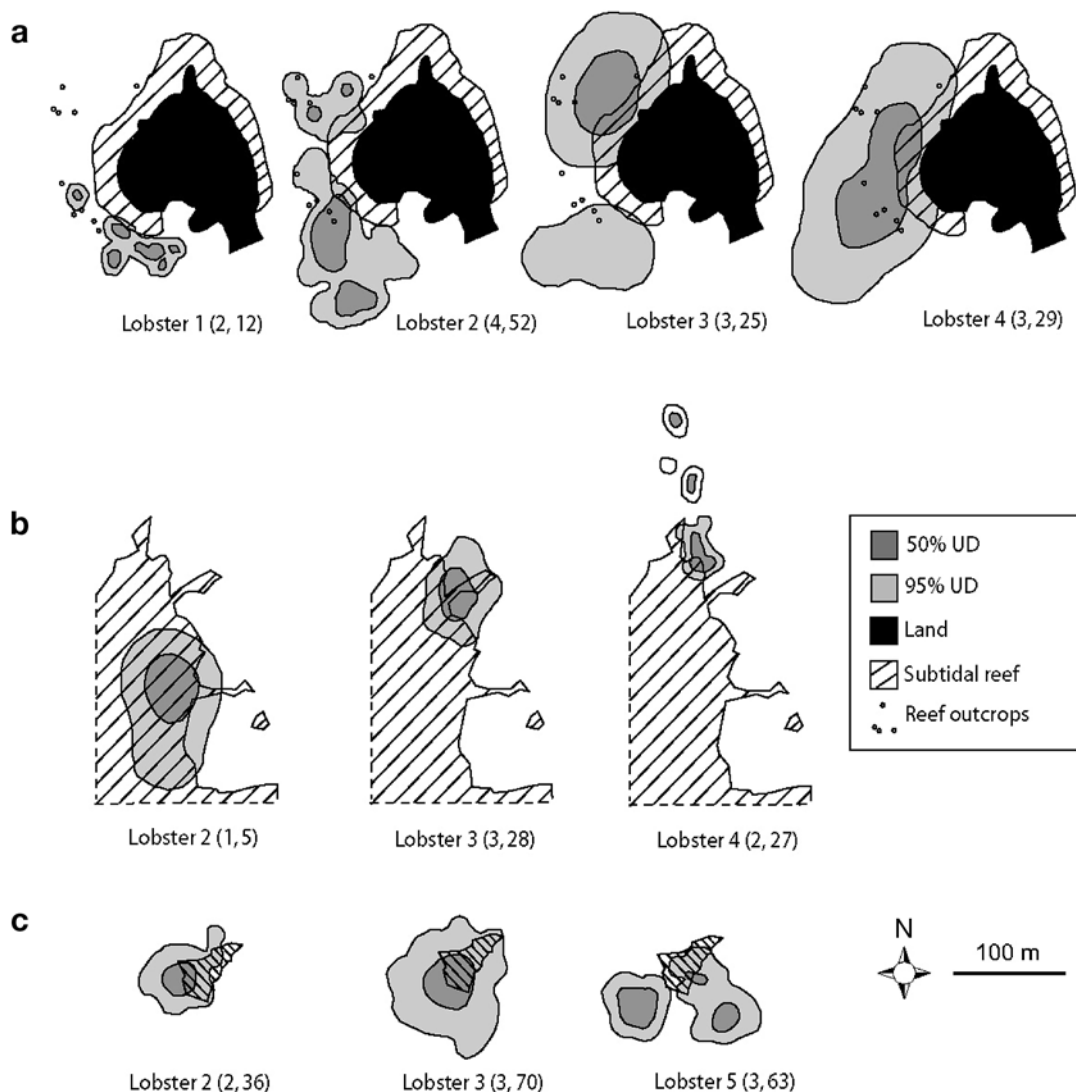 a
Lobster 1 (2, 12)
Lobster 2 (4, 52)
Lobster 3 (3, 25)
Lobster 4 (3, 29)
b
50% UD
95% UD
Land
Subtidal reef
Reef outcrops
Lobster 2 (1, 5)
Lobster 3 (3, 28)
Lobster 4 (2, 27)
c
N
100 m
Lobster 2 (2, 36)
Lobster 3 (3, 70)
Lobster 5 (3, 63)